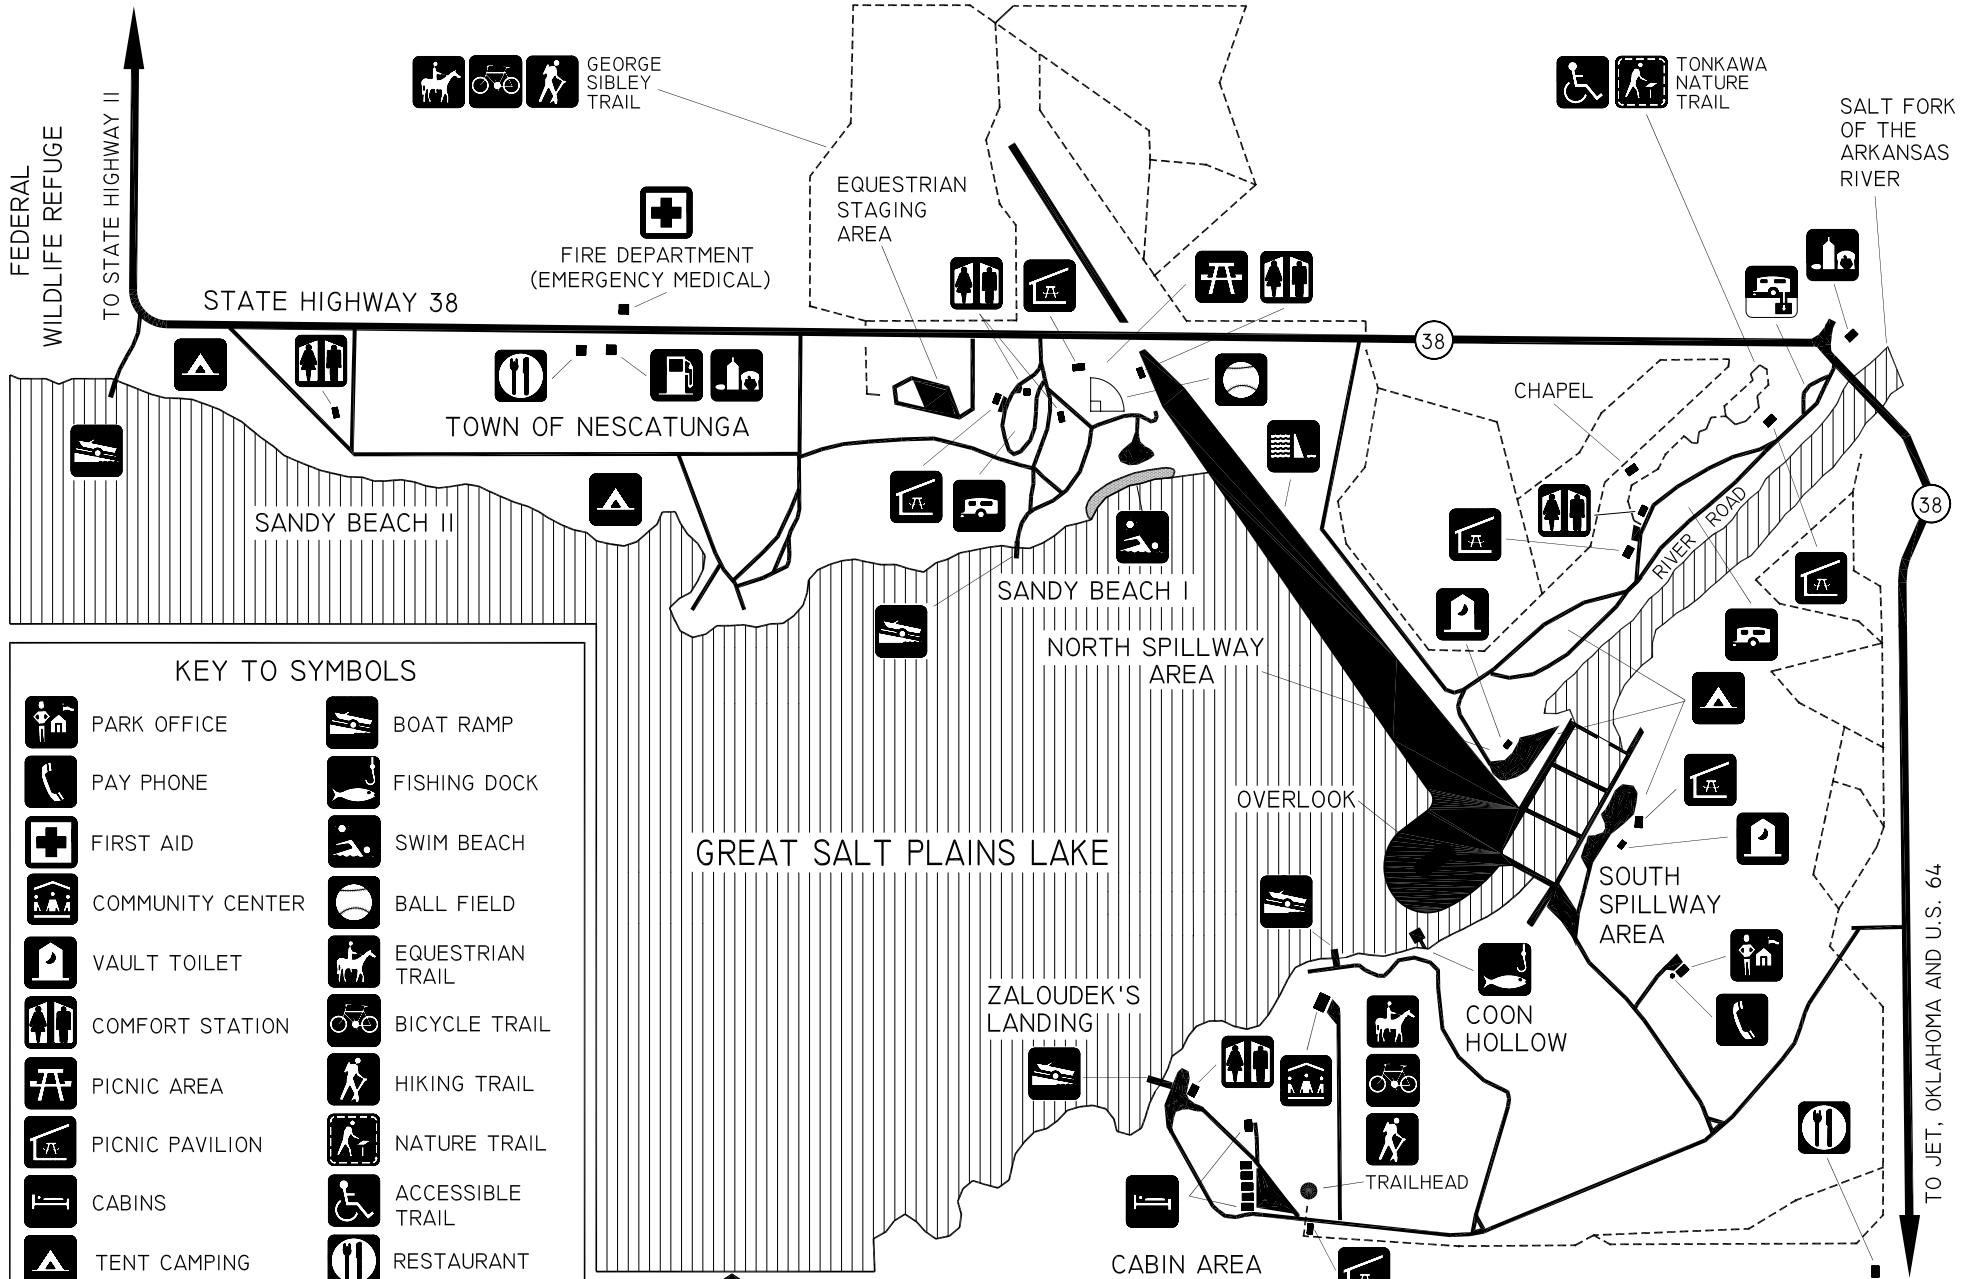 GEORGE
SIBLEY
TRAIL
TONKAWA
NATURE
TRAIL
SALT FORK
OF THE
ARKANSAS
RIVER
FEDERAL
WILDLIFE REFUGE
TO STATE HIGHWAY 11
EQUESTRIAN
STAGING
AREA
FIRE DEPARTMENT
(EMERGENCY MEDICAL)
STATE HIGHWAY 38
38
CHAPEL
TOWN OF NESCATUNGA
38
SANDY BEACH II
RIVER ROAD
SANDY BEACH I
NORTH SPILLWAY
AREA
OVERLOOK
GREAT SALT PLAINS LAKE
SOUTH
SPILLWAY
AREA
ZALOUDEK'S
LANDING
COON
HOLLOW
TRAILHEAD
CABIN AREA
TO JET, OKLAHOMA AND U.S. 64
KEY TO SYMBOLS
PARK OFFICE
PAY PHONE
FIRST AID
COMMUNITY CENTER
VAULT TOILET
COMFORT STATION
PICNIC AREA
PICNIC PAVILION
CABINS
TENT CAMPING
BOAT RAMP
FISHING DOCK
SWIM BEACH
BALL FIELD
EQUESTRIAN
TRAIL
BICYCLE TRAIL
HIKING TRAIL
NATURE TRAIL
ACCESSIBLE
TRAIL
RESTAURANT